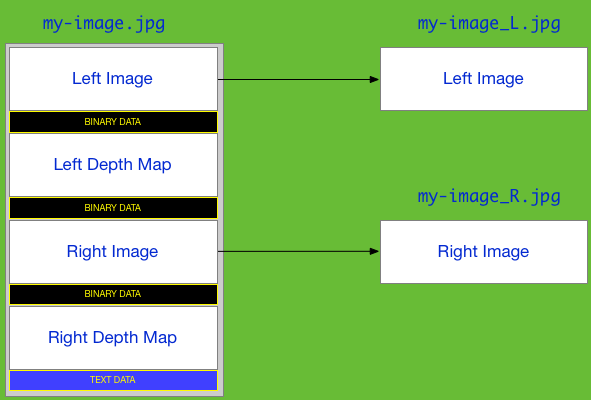 my-image.jpg
Left Image
BINARY DATA
Left Depth Map
BINARY DATA
Right Image
BINARY DATA
Right Depth Map
TEXT DATA
my-image_L.jpg
Left Image
my-image_R.jpg
Right Image